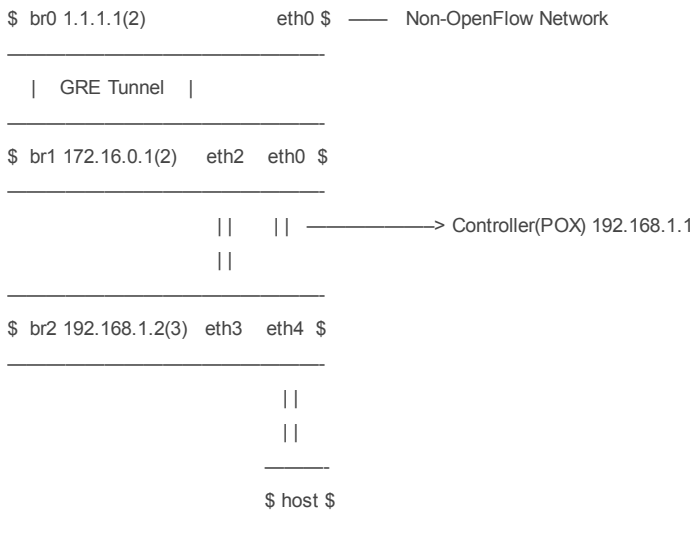 $ br0 1.1.1.1(2) eth0 $ —— Non-OpenFlow Network
————————————————-
| GRE Tunnel |
————————————————-
$ br1 172.16.0.1(2) eth2 eth0 $
————————————————-
|| || ——————–> Controller(POX) 192.168.1.1
||
————————————————-
$ br2 192.168.1.2(3) eth3 eth4 $
————————————————-
||
||
———-
$ host $